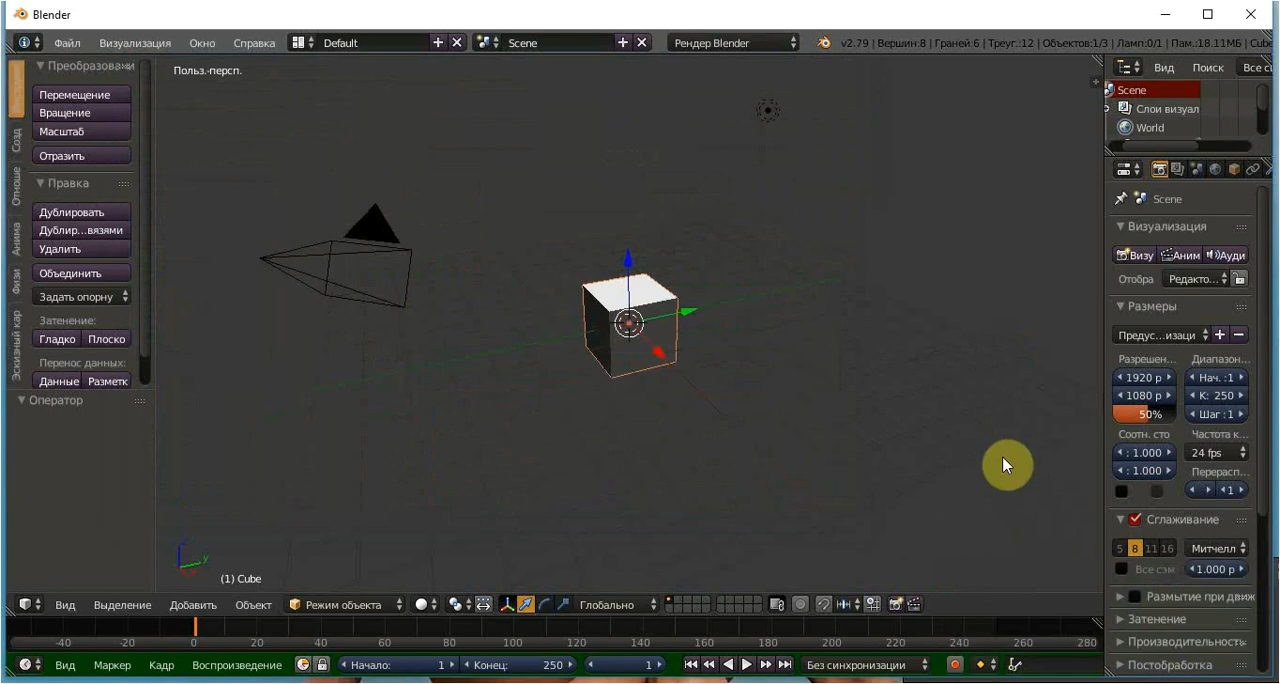 Blender
Файл Визуализация Окно Справка Default Scene Рендер Blender v2.79 | Вершин:8 | Граней:6 | Треуг.:12 | Объектов:1/3 | Ламп:0/1 | Пам.:18.11МБ | Cube
Преобразовани
Перемещение
Вращение
Масштаб
Отразить
Правка
Дублировать
Дублир...вязями
Удалить
Объединить
Задать опорну
Затенение:
Гладко Плоско
Перенос данных:
Данные Разметк
Оператор
Созд
Отноше
Анима
Физи
Эскизный кар
Польз.-персп.
(1) Cube
Вид Поиск Все сц
Scene
Слои визуал
World
Scene
Визуализация
Визу Аним Ауди
Отобра Редакто...
Размеры
Предус...изаци
Разрешен... Диапазон...
1920 p Нач.:1
1080 p К: 250
50% Шаг:1
Соотн. сто Частота к...
: 1.000 24 fps
: 1.000 Перерасп...
1
Сглаживание
5 8 11 16 Митчелл
Все сэм 1.000 p
Размытие при движ
Затенение
Производительность
Постобработка
Вид Выделение Добавить Объект Режим объекта Глобально
-40 -20 0 20 40 60 80 100 120 140 160 180 200 220 240 260 280
Вид Маркер Кадр Воспроизведение Начало: 1 Конец: 250 1 Без синхронизации